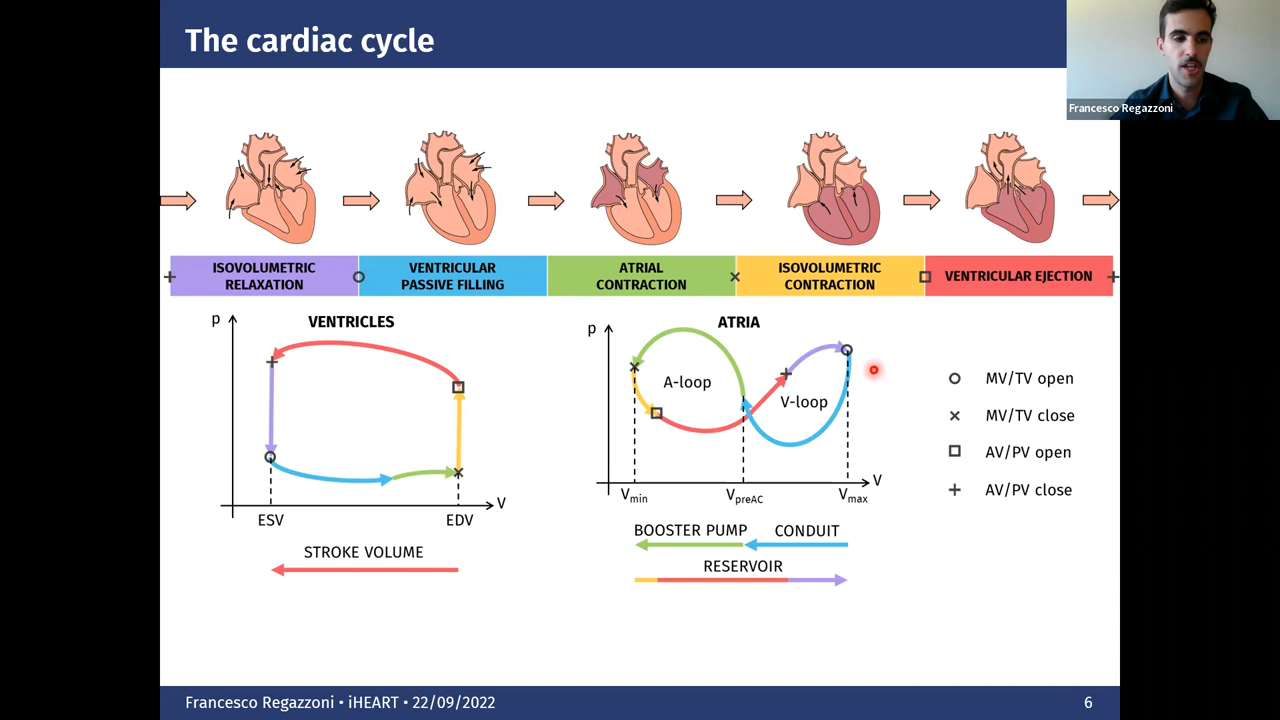 The cardiac cycle
Francesco Regazzoni
ISOVOLUMETRIC
RELAXATION
VENTRICULAR
PASSIVE FILLING
ATRIAL
CONTRACTION
ISOVOLUMETRIC
CONTRACTION
VENTRICULAR EJECTION
p
VENTRICLES
V
ESV
EDV
STROKE VOLUME
p
ATRIA
A-loop
V-loop
V
Vmin
VpreAC
Vmax
BOOSTER PUMP
CONDUIT
RESERVOIR
MV/TV open
MV/TV close
AV/PV open
AV/PV close
Francesco Regazzoni • iHEART • 22/09/2022
6